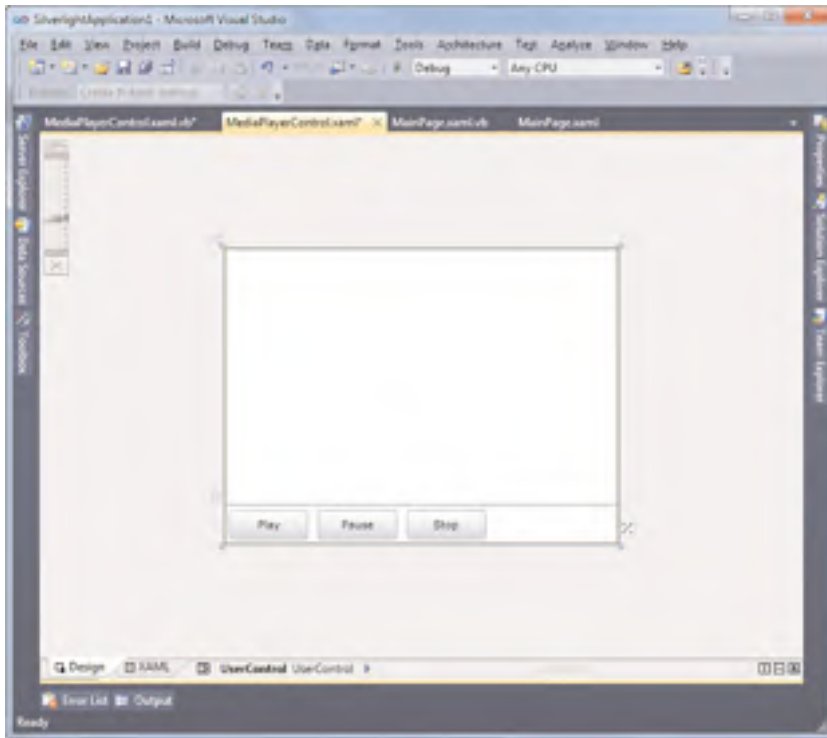 SilverlightApplication1 - Microsoft Visual Studio
File Edit View Project Build Debug Team Data Format Tools Architecture Test Analyze Window Help
Debug Any CPU
MediaPlayerControl.xaml.vb* MediaPlayerControl.xaml* MainPage.xaml.vb MainPage.xaml
Server Explorer
Data Sources
Toolbox
Properties
Solution Explorer
Team Explorer
Play Pause Stop
Design XAML UserControl UserControl
Error List Output
Ready